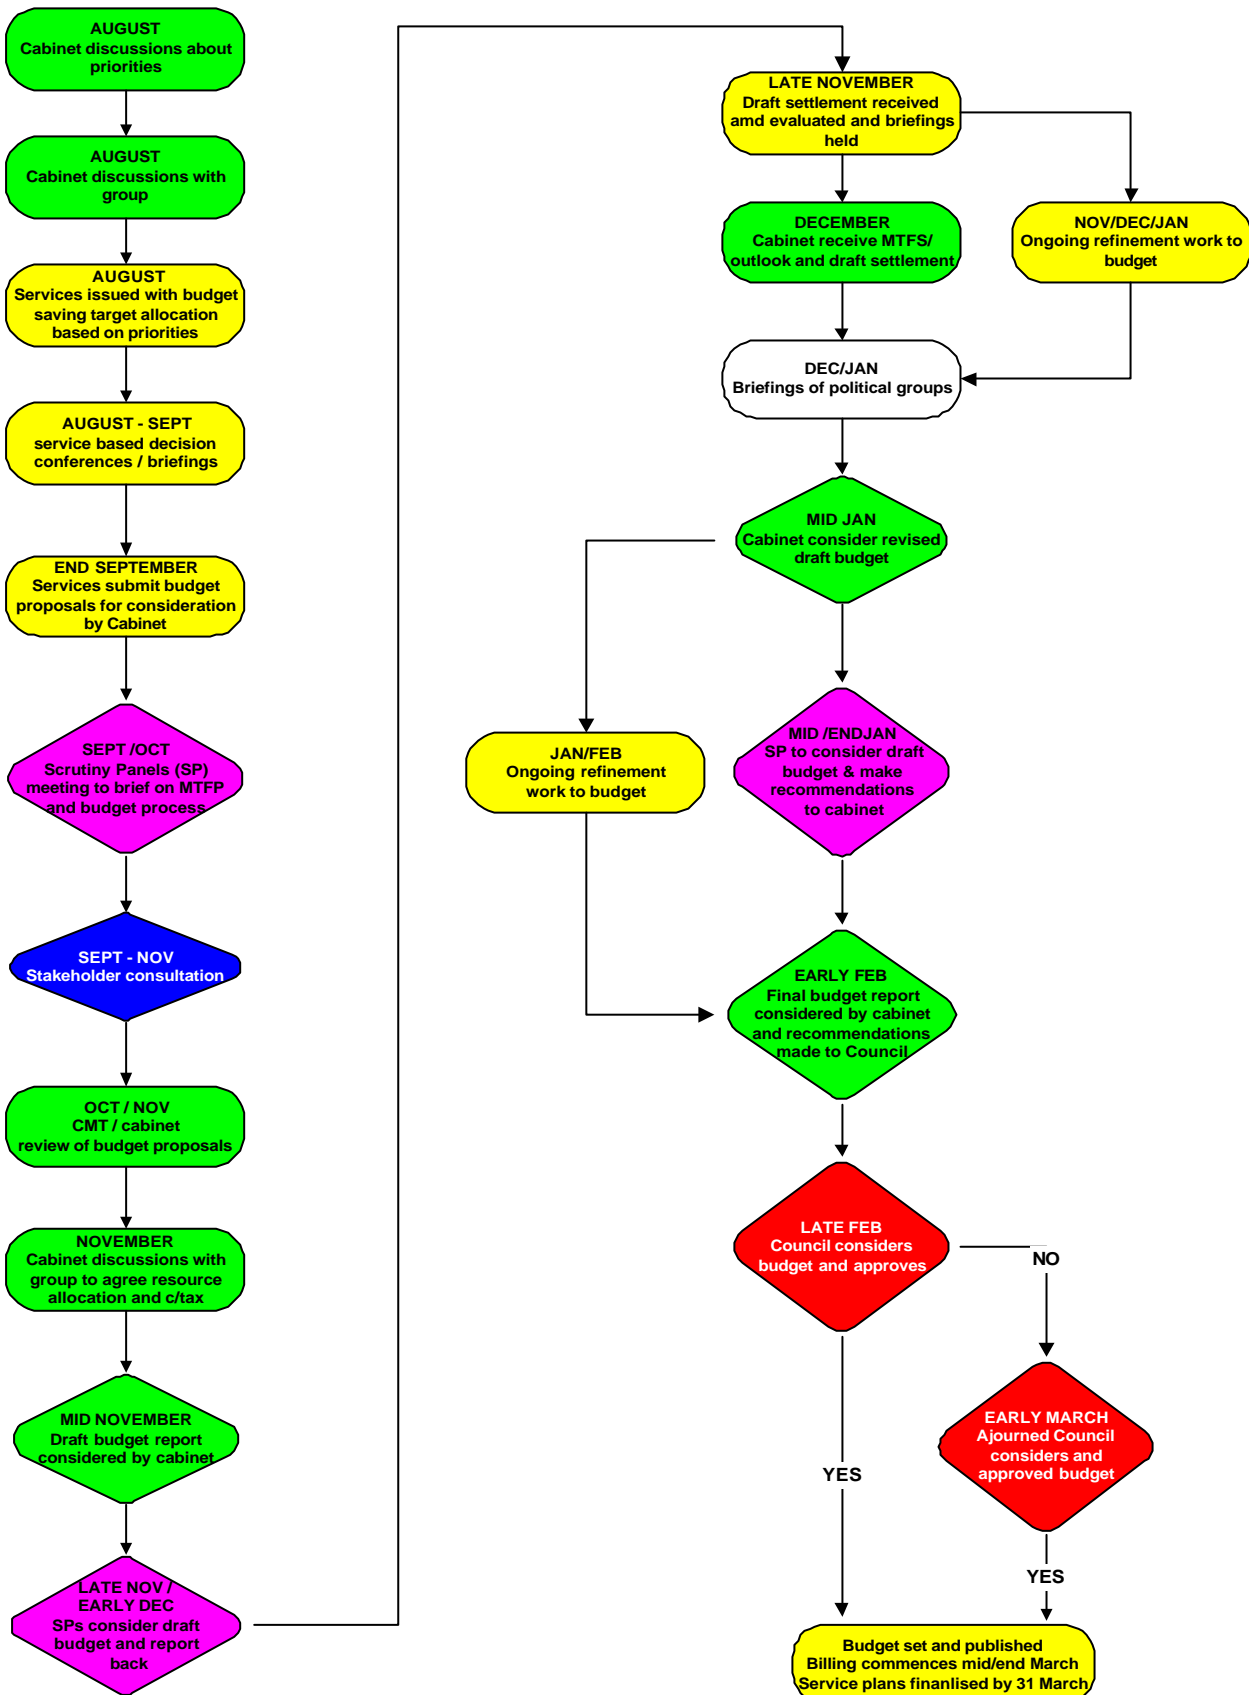 AUGUST
Cabinet discussions about
priorities
AUGUST
Cabinet discussions with
group
AUGUST
Services issued with budget
saving target allocation
based on priorities
AUGUST - SEPT
service based decision
conferences / briefings
END SEPTEMBER
Services submit budget
proposals for consideration
by Cabinet
SEPT /OCT
Scrutiny Panels (SP)
meeting to brief on MTFP
and budget process
SEPT - NOV
Stakeholder consultation
OCT / NOV
CMT / cabinet
review of budget proposals
NOVEMBER
Cabinet discussions with
group to agree resource
allocation and c/tax
MID NOVEMBER
Draft budget report
considered by cabinet
LATE NOV /
EARLY DEC
SPs consider draft
budget and report
back
LATE NOVEMBER
Draft settlement received
amd evaluated and briefings
held
DECEMBER
Cabinet receive MTFS/
outlook and draft settlement
NOV/DEC/JAN
Ongoing refinement work to
budget
DEC/JAN
Briefings of political groups
MID JAN
Cabinet consider revised
draft budget
JAN/FEB
Ongoing refinement
work to budget
MID /ENDJAN
SP to consider draft
budget & make
recommendations
to cabinet
EARLY FEB
Final budget report
considered by cabinet
and recommendations
made to Council
LATE FEB
Council considers
budget and approves
NO
EARLY MARCH
Ajourned Council
considers and
approved budget
YES
YES
Budget set and published
Billing commences mid/end March
Service plans finanlised by 31 March